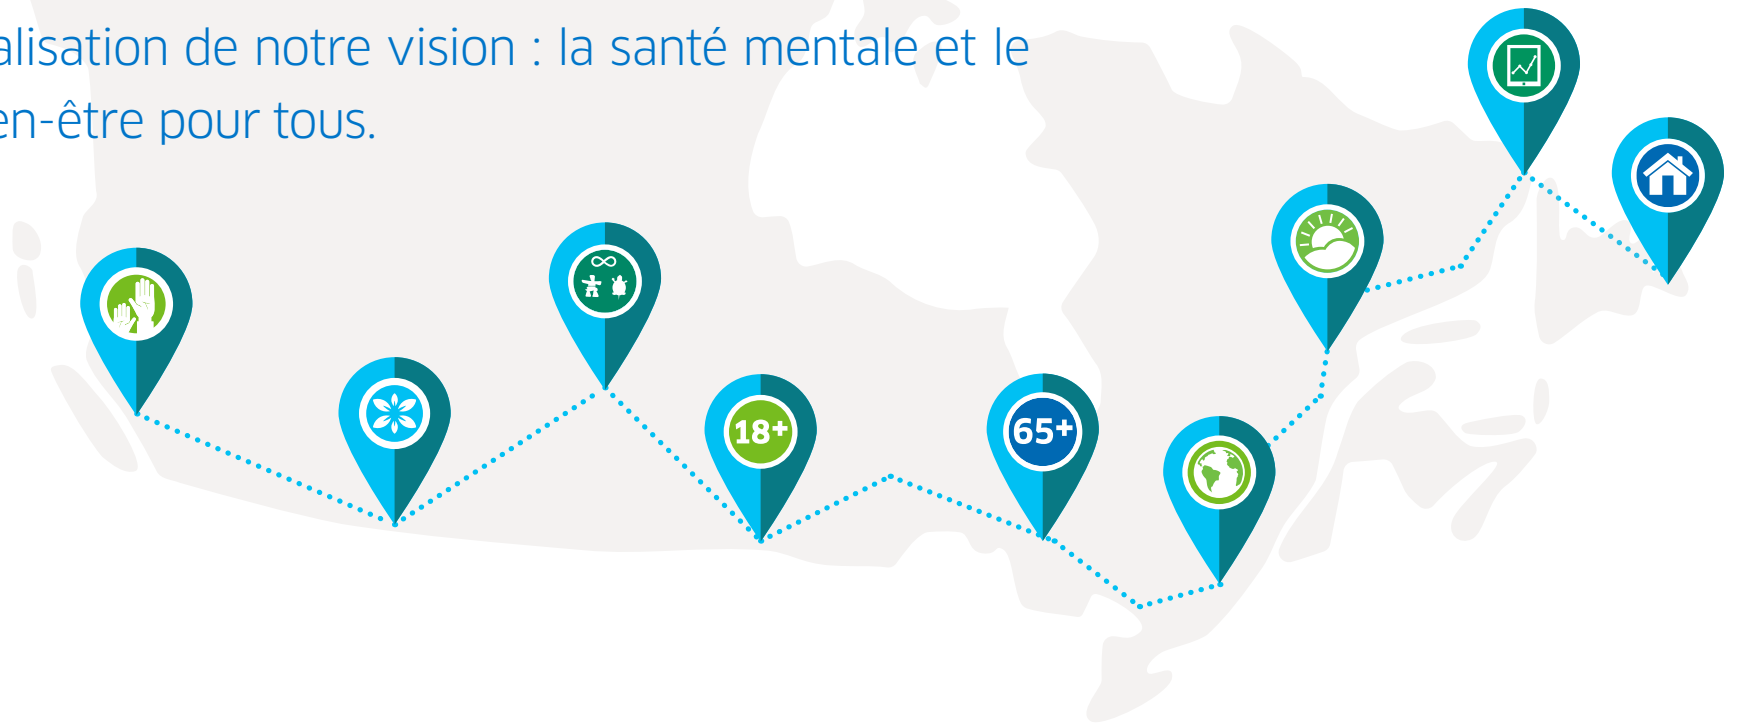 alisation de notre vision : la santé mentale et le
en-être pour tous.
18+
65+